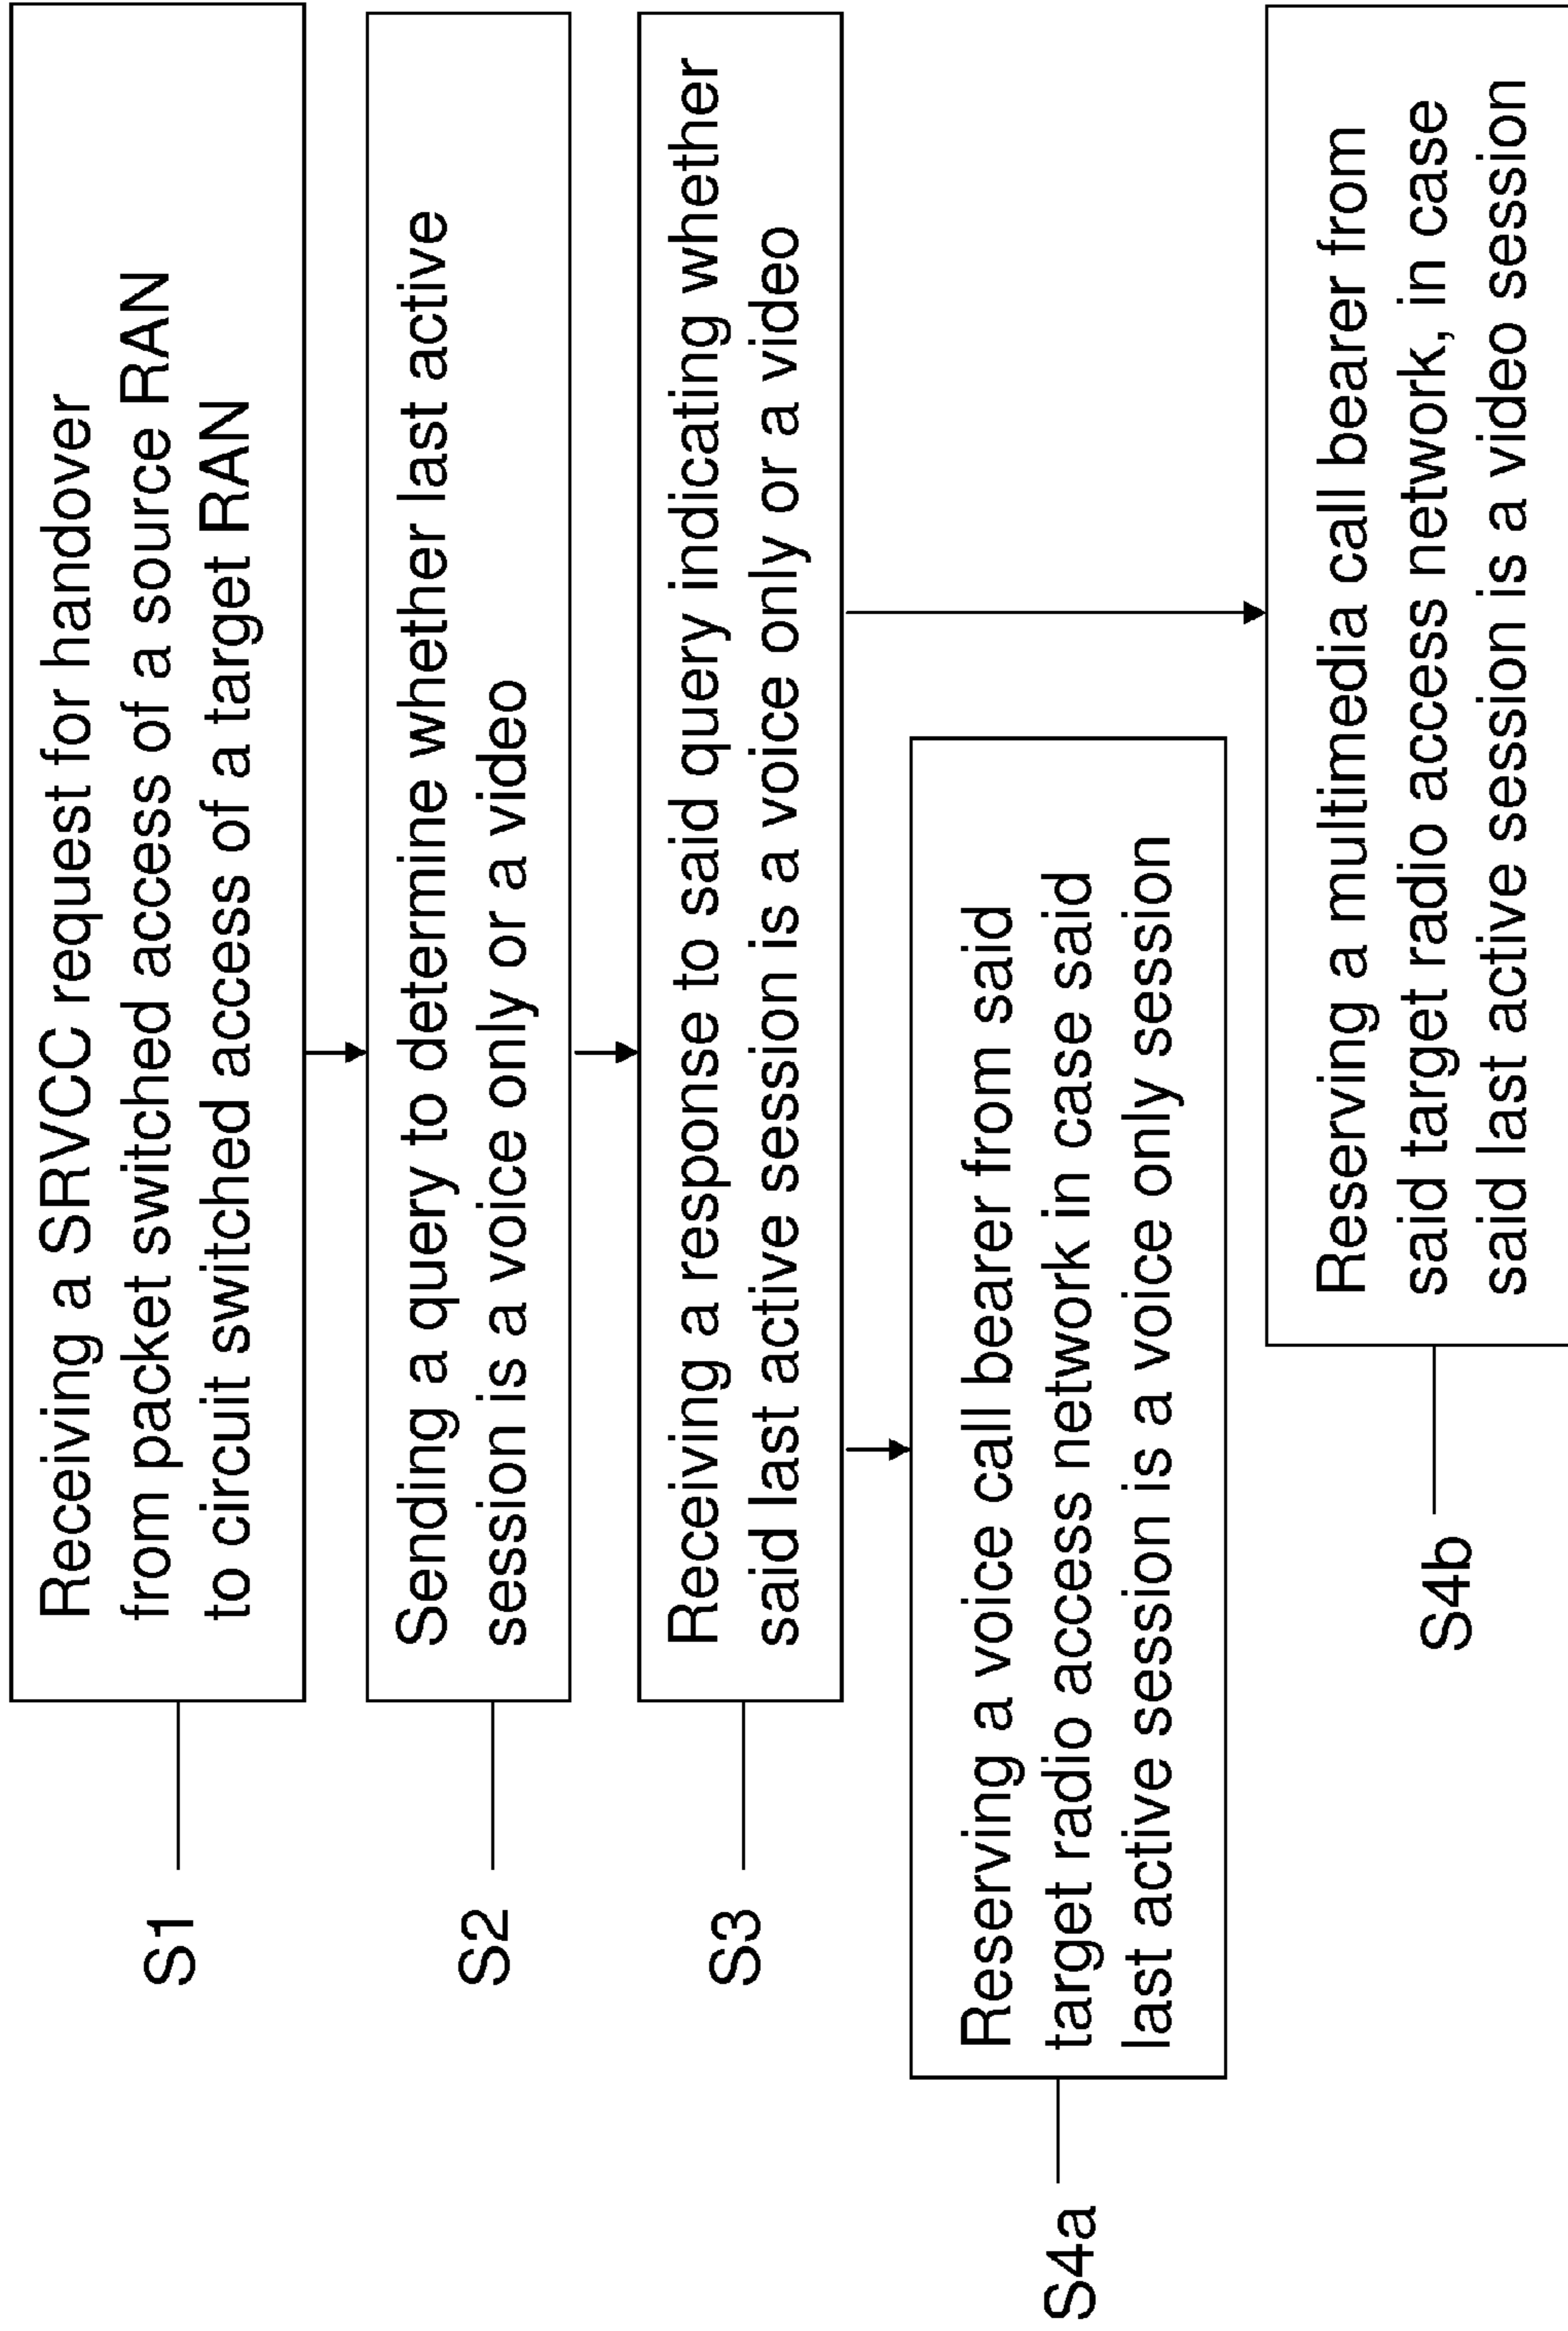 S1
Receiving a SRVCC request for handover
from packet switched access of a source RAN
to circuit switched access of a target RAN
S2
Sending a query to determine whether last active
session is a voice only or a video
S3
Receiving a response to said query indicating whether
said last active session is a voice only or a video
S4a
Reserving a voice call bearer from said
target radio access network in case said
last active session is a voice only session
S4b
Reserving a multimedia call bearer from
said target radio access network, in case
said last active session is a video session